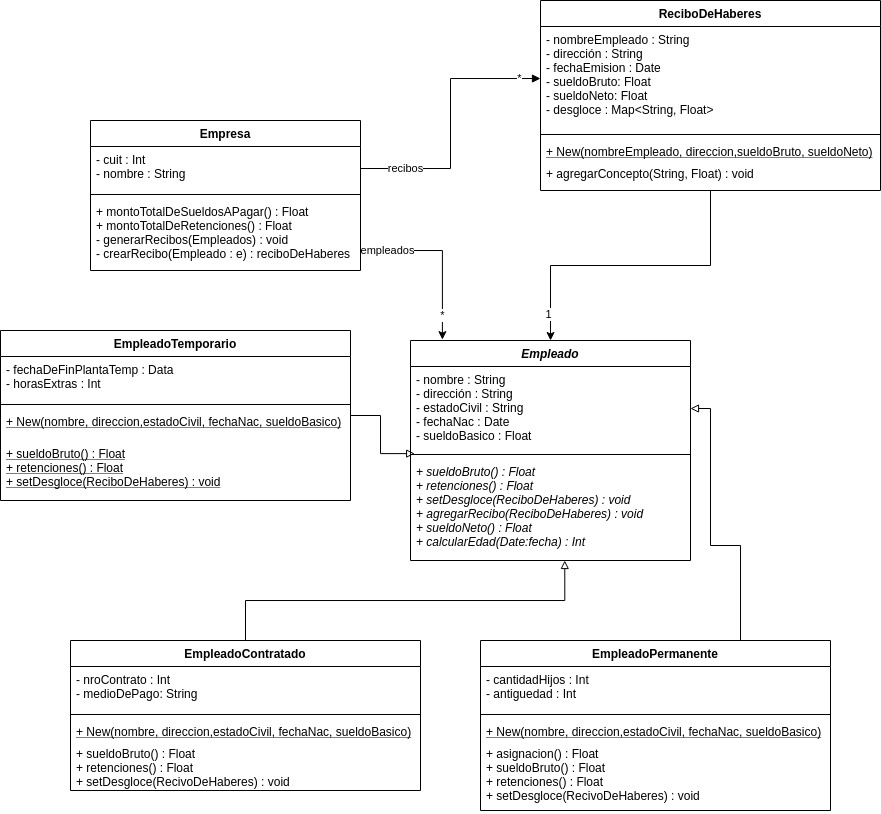 ReciboDeHaberes
- nombreEmpleado : String
- dirección : String
- fechaEmision : Date
- sueldoBruto: Float
- sueldoNeto: Float
- desgloce : Map<String, Float>
+ New(nombreEmpleado, direccion,sueldoBruto, sueldoNeto)
+ agregarConcepto(String, Float) : void
*
recibos
Empresa
- cuit : Int
- nombre : String
+ montoTotalDeSueldosAPagar() : Float
+ montoTotalDeRetenciones() : Float
- generarRecibos(Empleados) : void
- crearRecibo(Empleado : e) : reciboDeHaberes
empleados
*
1
EmpleadoTemporario
- fechaDeFinPlantaTemp : Data
- horasExtras : Int
+ New(nombre, direccion,estadoCivil, fechaNac, sueldoBasico)
+ sueldoBruto() : Float
+ retenciones() : Float
+ setDesgloce(ReciboDeHaberes) : void
Empleado
- nombre : String
- dirección : String
- estadoCivil : String
- fechaNac : Date
- sueldoBasico : Float
+ sueldoBruto() : Float
+ retenciones() : Float
+ setDesgloce(ReciboDeHaberes) : void
+ agregarRecibo(ReciboDeHaberes) : void
+ sueldoNeto() : Float
+ calcularEdad(Date:fecha) : Int
EmpleadoContratado
- nroContrato : Int
- medioDePago: String
+ New(nombre, direccion,estadoCivil, fechaNac, sueldoBasico)
+ sueldoBruto() : Float
+ retenciones() : Float
+ setDesgloce(RecivoDeHaberes) : void
EmpleadoPermanente
- cantidadHijos : Int
- antiguedad : Int
+ New(nombre, direccion,estadoCivil, fechaNac, sueldoBasico)
+ asignacion() : Float
+ sueldoBruto() : Float
+ retenciones() : Float
+ setDesgloce(RecivoDeHaberes) : void